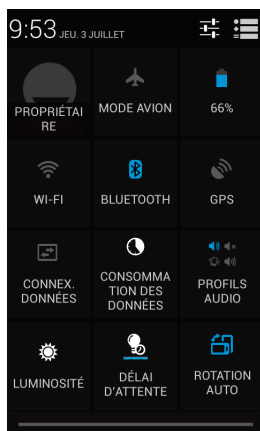 9:53 JEU. 3 JUILLET
PROPRIÉTAI
RE
MODE AVION
66%
WI-FI
BLUETOOTH
GPS
CONNEX.
DONNÉES
CONSOMMA
TION DES
DONNÉES
PROFILS
AUDIO
LUMINOSITÉ
DÉLAI
D'ATTENTE
ROTATION
AUTO